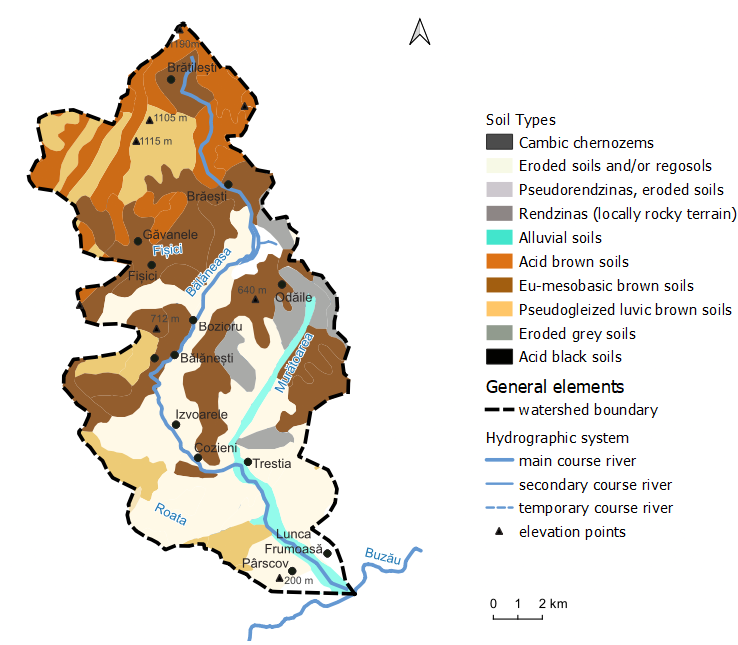 1190m
Brătilești
1105 m
1115 m
Brăești
Găvanele
Fișici
Fișici
Bălăneasa
640 m
Odăile
712 m
Bozioru
Bălănești
Murătoarea
Izvoarele
Cozieni
Trestia
Roata
Lunca
Frumoasă
Pârscov
200 m
Buzău
Soil Types
Cambic chernozems
Eroded soils and/or regosols
Pseudorendzinas, eroded soils
Rendzinas (locally rocky terrain)
Alluvial soils
Acid brown soils
Eu-mesobasic brown soils
Pseudogleized luvic brown soils
Eroded grey soils
Acid black soils
General elements
watershed boundary
Hydrographic system
main course river
secondary course river
temporary course river
elevation points
0 1 2 km